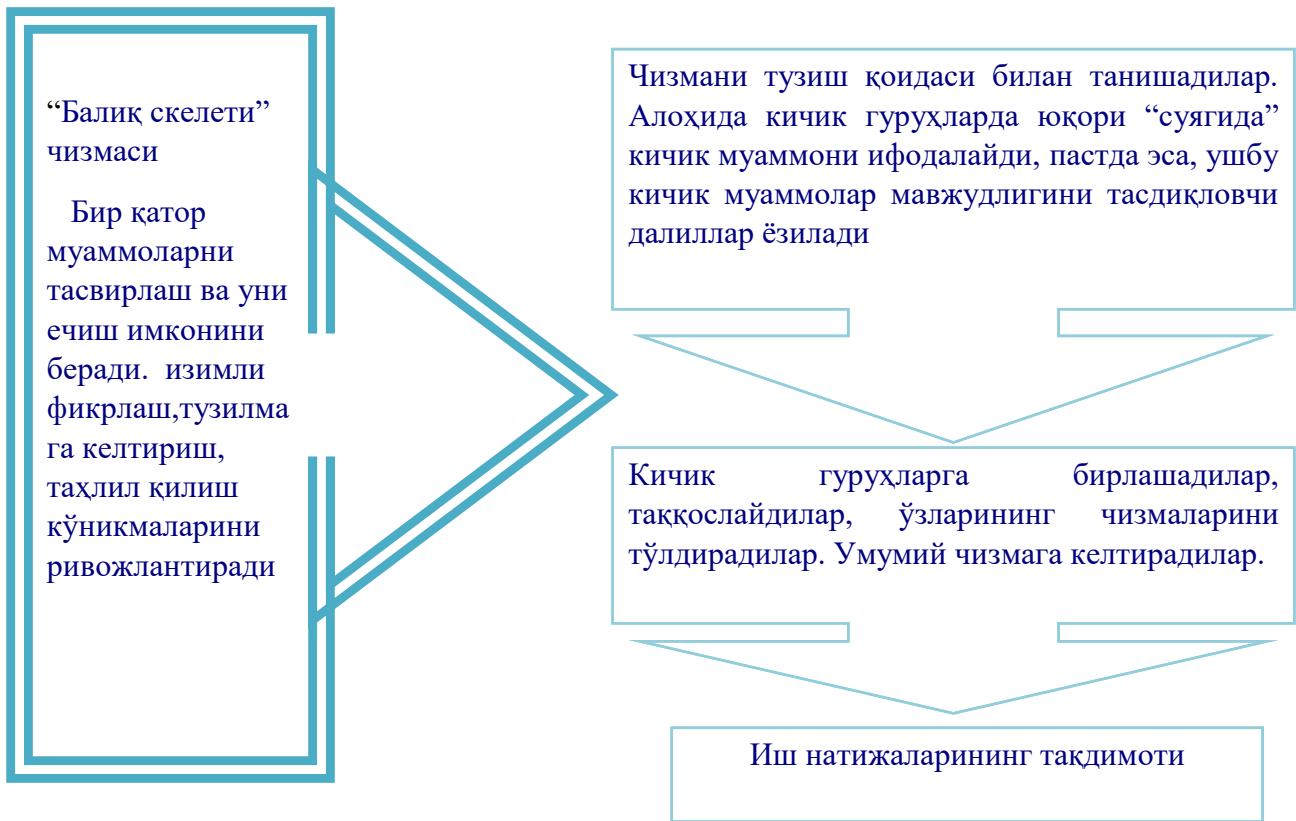 “Балиқ скелети”
чизмаси
Бир қатор
муаммоларни
тасвирлаш ва уни
ечиш имконини
беради. изимли
фикрлаш,тузилма
га келтириш,
таҳлил қилиш
кўникмаларини
ривожлантиради
Чизмани тузиш қоидаси билан танишадилар.
Алоҳида кичик гуруҳларда юқори “суягида”
кичик муаммони ифодалайди, пастда эса, ушбу
кичик муаммолар мавжудлигини тасдиқловчи
далиллар ёзилади
Кичик гуруҳларга бирлашадилар,
таққослайдилар, ўзларининг чизмаларини
тўлдирадилар. Умумий чизмага келтирадилар.
Иш натижаларининг тақдимоти